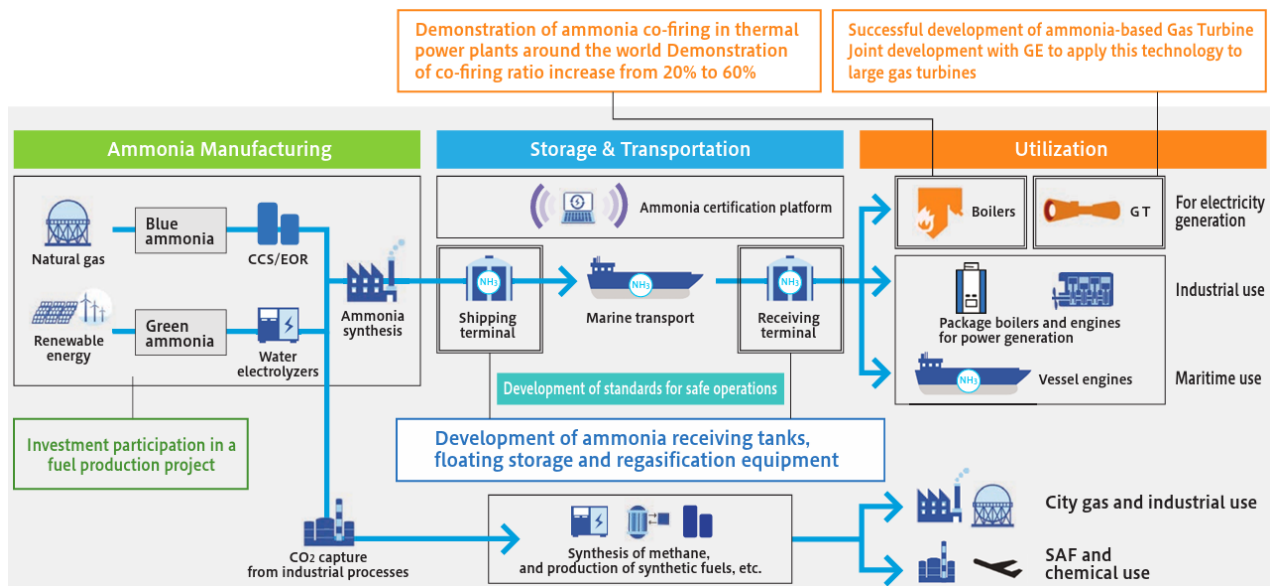 Demonstration of ammonia co-firing in thermal
power plants around the world Demonstration
of co-firing ratio increase from 20% to 60%
Successful development of ammonia-based Gas Turbine
Joint development with GE to apply this technology to
large gas turbines
Ammonia Manufacturing
Storage & Transportation
Utilization
Natural gas
Blue
ammonia
CCS/EOR
Renewable
energy
Green
ammonia
Water
electrolyzers
Ammonia
synthesis
Ammonia certification platform
NH3
Shipping
terminal
NH3
Marine transport
NH3
Receiving
terminal
Boilers
GT
For electricity
generation
Package boilers and engines
for power generation
Industrial use
NH3
Vessel engines
Maritime use
Development of standards for safe operations
Investment participation in a
fuel production project
Development of ammonia receiving tanks,
floating storage and regasification equipment
CO2 capture
from industrial processes
Synthesis of methane,
and production of synthetic fuels, etc.
City gas and industrial use
SAF and
chemical use